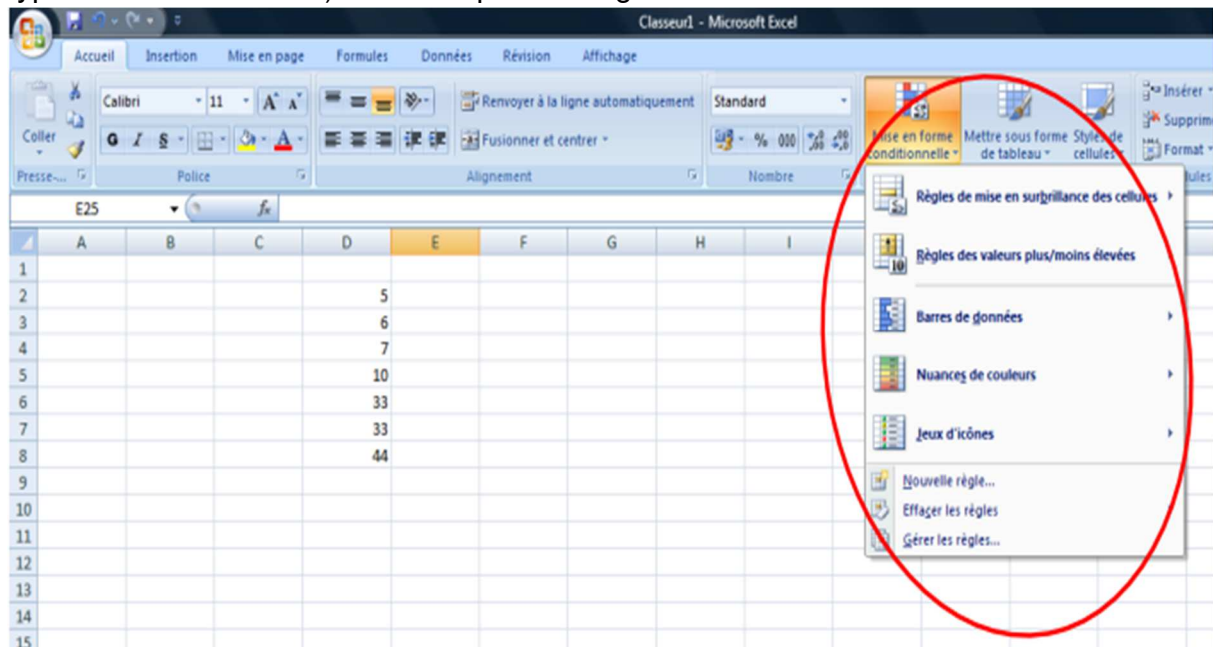 Classeur1 - Microsoft Excel
Accueil Insertion Mise en page Formules Données Révision Affichage
Coller
Calibri 11 A A
Renvoyer à la ligne automatiquement
Standard
G I S A
Fusionner et centrer
% 000
Mise en forme conditionnelle
Mettre sous forme de tableau
Styles de cellules
Insérer
Supprime
Format
Presse-... Police Alignement Nombre
E25 fx
Règles de mise en surbrillance des cellules
Règles des valeurs plus/moins élevées
Barres de données
Nuances de couleurs
Jeux d'icônes
Nouvelle règle...
Effacer les règles
Gérer les règles...
A B C D E F G H I
1
2 5
3 6
4 7
5 10
6 33
7 33
8 44
9
10
11
12
13
14
15